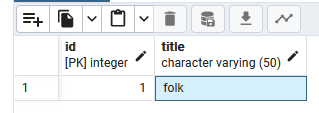 id title
[PK] integer character varying (50)
1 1 folk